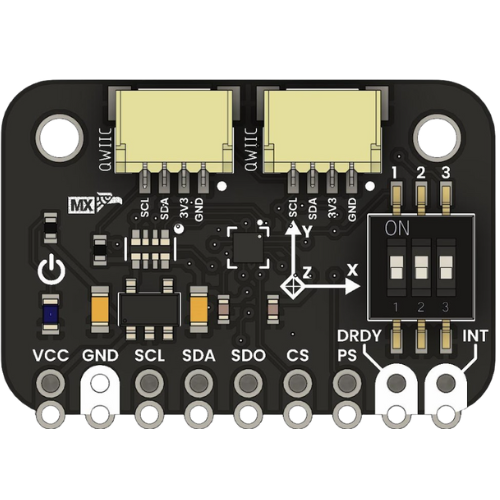 QWIIC
QWIIC
SCL SDA 3V3 GND
SCL SDA 3V3 GND
1 2 3
MX
Y
X
Z
ON
1 2 3
DRDY
INT
VCC GND SCL SDA SDO CS PS